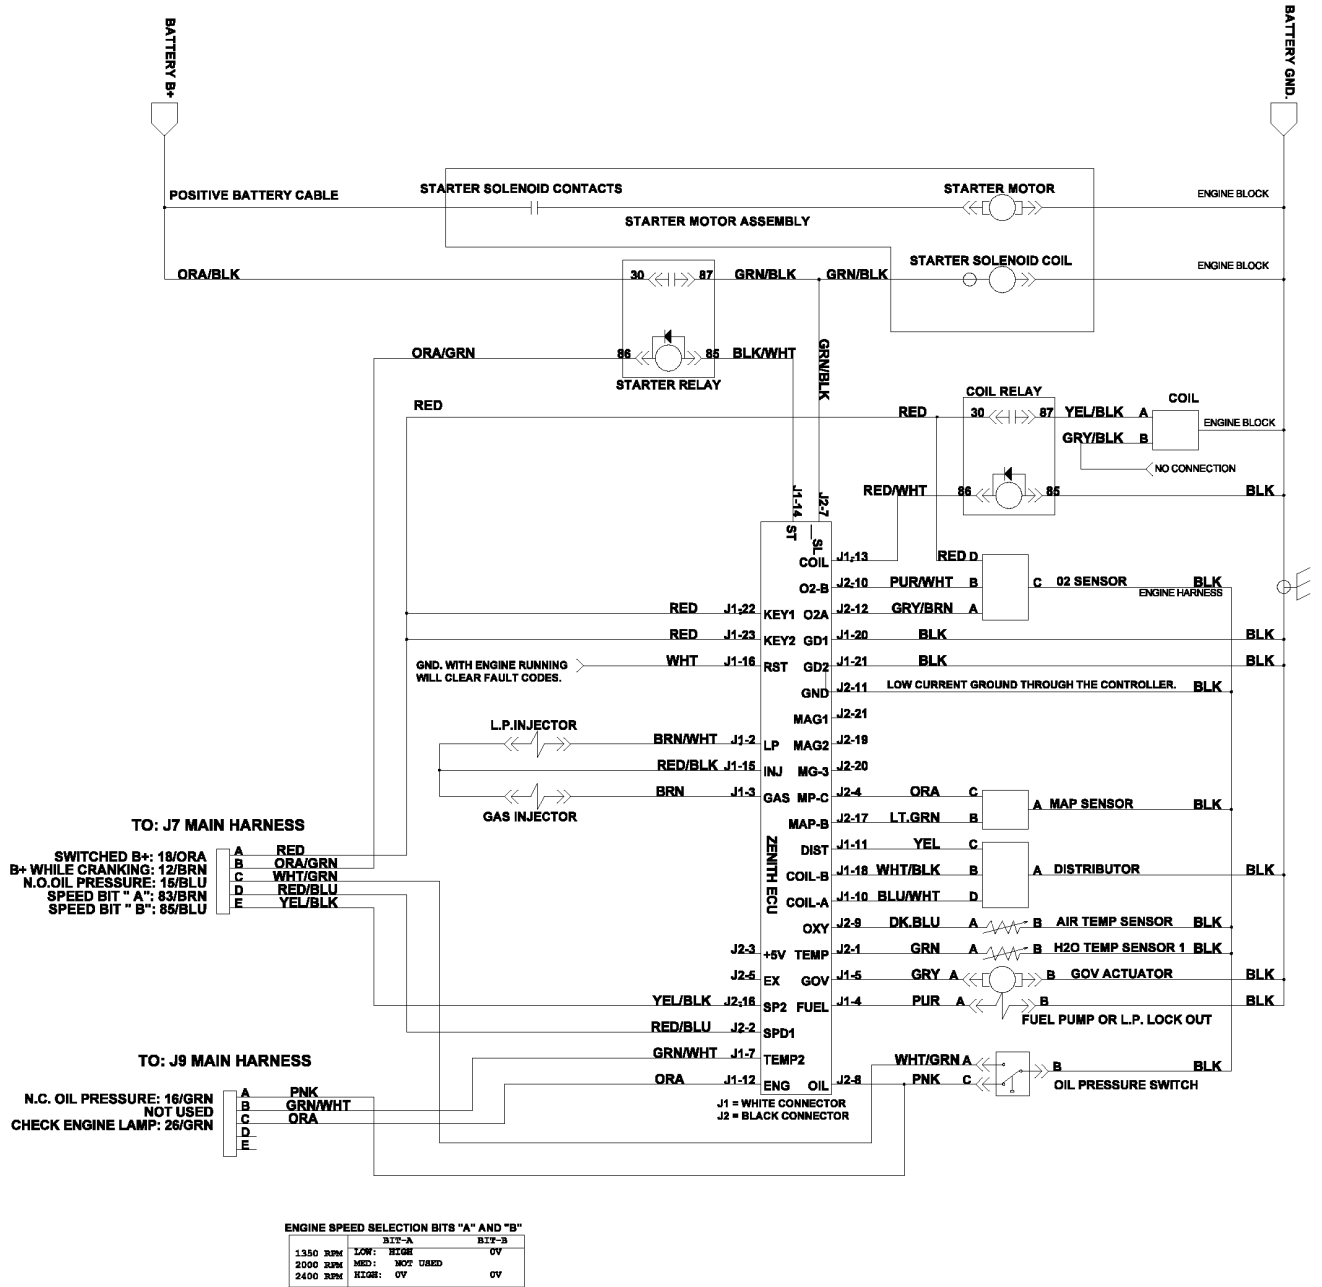 BATTERY B+
BATTERY GND.
POSITIVE BATTERY CABLE
STARTER SOLENOID CONTACTS
STARTER MOTOR
ENGINE BLOCK
STARTER MOTOR ASSEMBLY
ORA/BLK
30
87
GRN/BLK
GRN/BLK
STARTER SOLENOID COIL
ENGINE BLOCK
ORA/GRN
86
85
BLK/WHT
GRN/BLK
STARTER RELAY
RED
RED
COIL RELAY
30
87
YEL/BLK A
COIL
ENGINE BLOCK
GRY/BLK B
NO CONNECTION
RED/WHT
86
85
BLK
J1-14
J2-7
ST
SL
COIL J1-13
RED D
O2-B J2-10 PUR/WHT B
C 02 SENSOR BLK
ENGINE HARNESS
RED J1-22 KEY1
O2A J2-12 GRY/BRN A
RED J1-23 KEY2
GD1 J1-20 BLK BLK
GND. WITH ENGINE RUNNING
WILL CLEAR FAULT CODES.
WHT J1-16 RST
GD2 J1-21 BLK BLK
GND J2-11 LOW CURRENT GROUND THROUGH THE CONTROLLER. BLK
MAG1 J2-21
L.P.INJECTOR
BRN/WHT J1-2 LP
MAG2 J2-19
RED/BLK J1-15 INJ
MG-3 J2-20
GAS INJECTOR
BRN J1-3 GAS
MP-C J2-4 ORA C
A MAP SENSOR BLK
MAP-B J2-17 LT.GRN B
DIST J1-11 YEL C
COIL-B J1-18 WHT/BLK B
A DISTRIBUTOR BLK
COIL-A J1-10 BLU/WHT D
ZENITH ECU
OXY J2-9 DK.BLU A
B AIR TEMP SENSOR BLK
J2-3 +5V
TEMP J2-1 GRN A
B H2O TEMP SENSOR 1 BLK
J2-5 EX
GOV J1-5 GRY A
B GOV ACTUATOR BLK
YEL/BLK J2-16 SP2
FUEL J1-4 PUR A
B BLK
FUEL PUMP OR L.P. LOCK OUT
RED/BLU J2-2 SPD1
GRN/WHT J1-7 TEMP2
WHT/GRN A
B BLK
ORA J1-12 ENG
OIL J2-8 PNK C
OIL PRESSURE SWITCH
J1 = WHITE CONNECTOR
J2 = BLACK CONNECTOR
TO: J7 MAIN HARNESS
SWITCHED B+: 18/ORA A RED
B+ WHILE CRANKING: 12/BRN B ORA/GRN
N.O.OIL PRESSURE: 15/BLU C WHT/GRN
SPEED BIT " A": 83/BRN D RED/BLU
SPEED BIT " B": 85/BLU E YEL/BLK
TO: J9 MAIN HARNESS
N.C. OIL PRESSURE: 16/GRN A PNK
NOT USED B GRN/WHT
CHECK ENGINE LAMP: 26/GRN C ORA
D
E
ENGINE SPEED SELECTION BITS "A" AND "B"
BIT-A BIT-B
1350 RPM LOW: HIGH 0V
2000 RPM MED: NOT USED
2400 RPM HIGH: 0V 0V